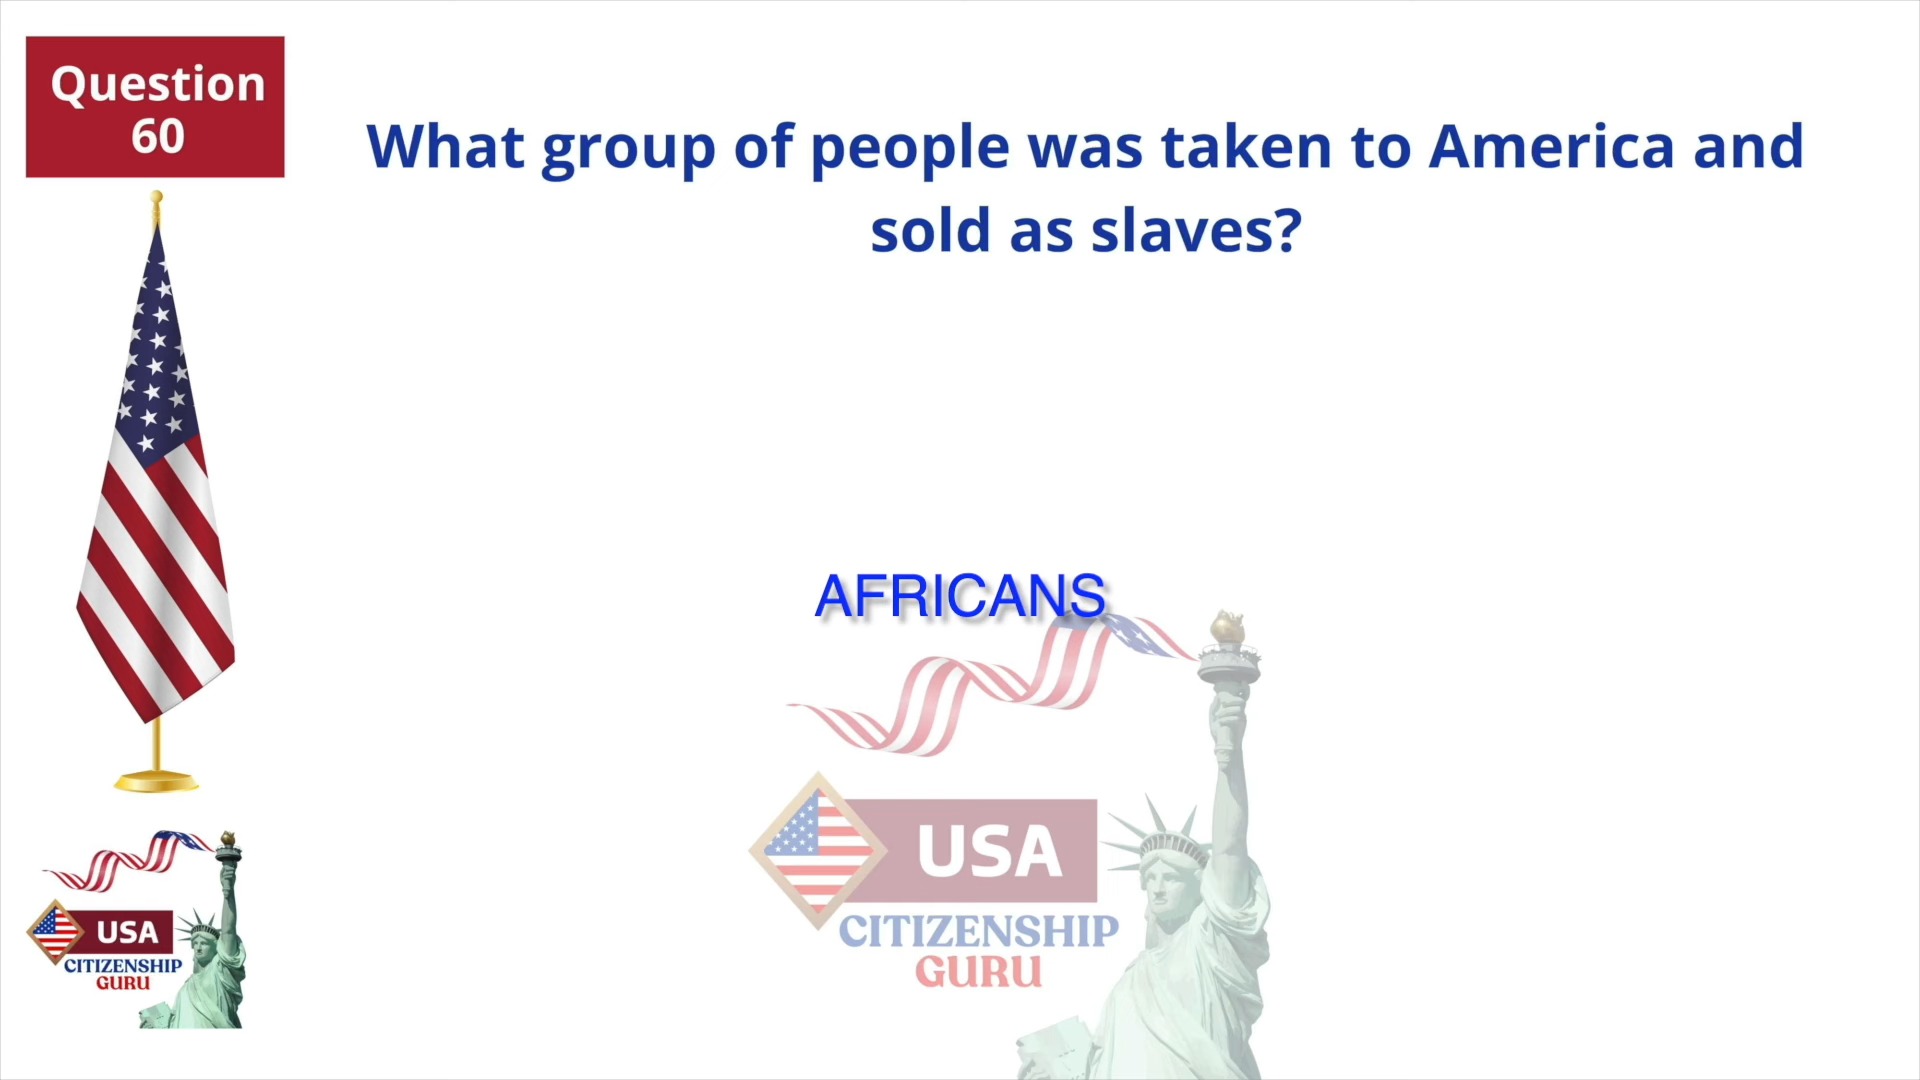 Question
60
What group of people was taken to America and
sold as slaves?
AFRICANS
USA
CITIZENSHIP
GURU
USA
CITIZENSHIP
GURU